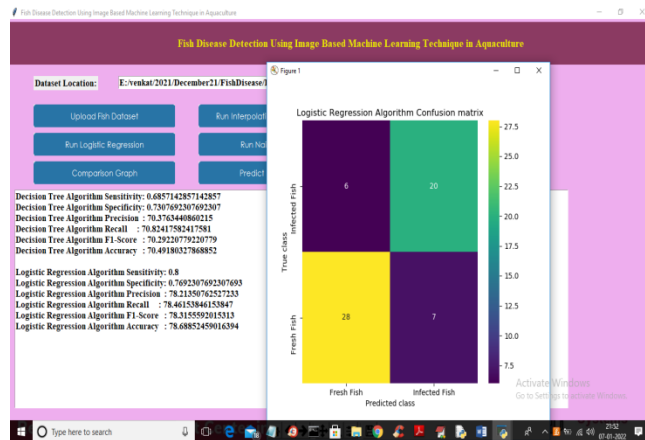 Fish Disease Detection Using Image Based Machine Learning Technique in Aquaculture
Fish Disease Detection Using Image Based Machine Learning Technique in Aquaculture
Dataset Location:
E:/venkat/2021/December21/FishDisease/
Upload Fish Dataset
Run Interpolati
Run Logistic Regression
Run Nai
Comparison Graph
Predict
Decision Tree Algorithm Sensitivity: 0.6857142857142857
Decision Tree Algorithm Specificity: 0.7307692307692307
Decision Tree Algorithm Precision : 70.3763440860215
Decision Tree Algorithm Recall : 70.82417582417581
Decision Tree Algorithm F1-Score : 70.29220779220779
Decision Tree Algorithm Accuracy : 70.49180327868852
Logistic Regression Algorithm Sensitivity: 0.8
Logistic Regression Algorithm Specificity: 0.7692307692307693
Logistic Regression Algorithm Precision : 78.21350762527233
Logistic Regression Algorithm Recall : 78.46153846153847
Logistic Regression Algorithm F1-Score : 78.3155592015313
Logistic Regression Algorithm Accuracy : 78.68852459016394
Figure 1
Logistic Regression Algorithm Confusion matrix
True class
Infected Fish
Fresh Fish
6
20
28
7
Fresh Fish
Infected Fish
Predicted class
27.5
25.0
22.5
20.0
17.5
15.0
12.5
10.0
7.5
Activate Windows
Go to Settings to activate Windows.
Type here to search
21:52
07-01-2022